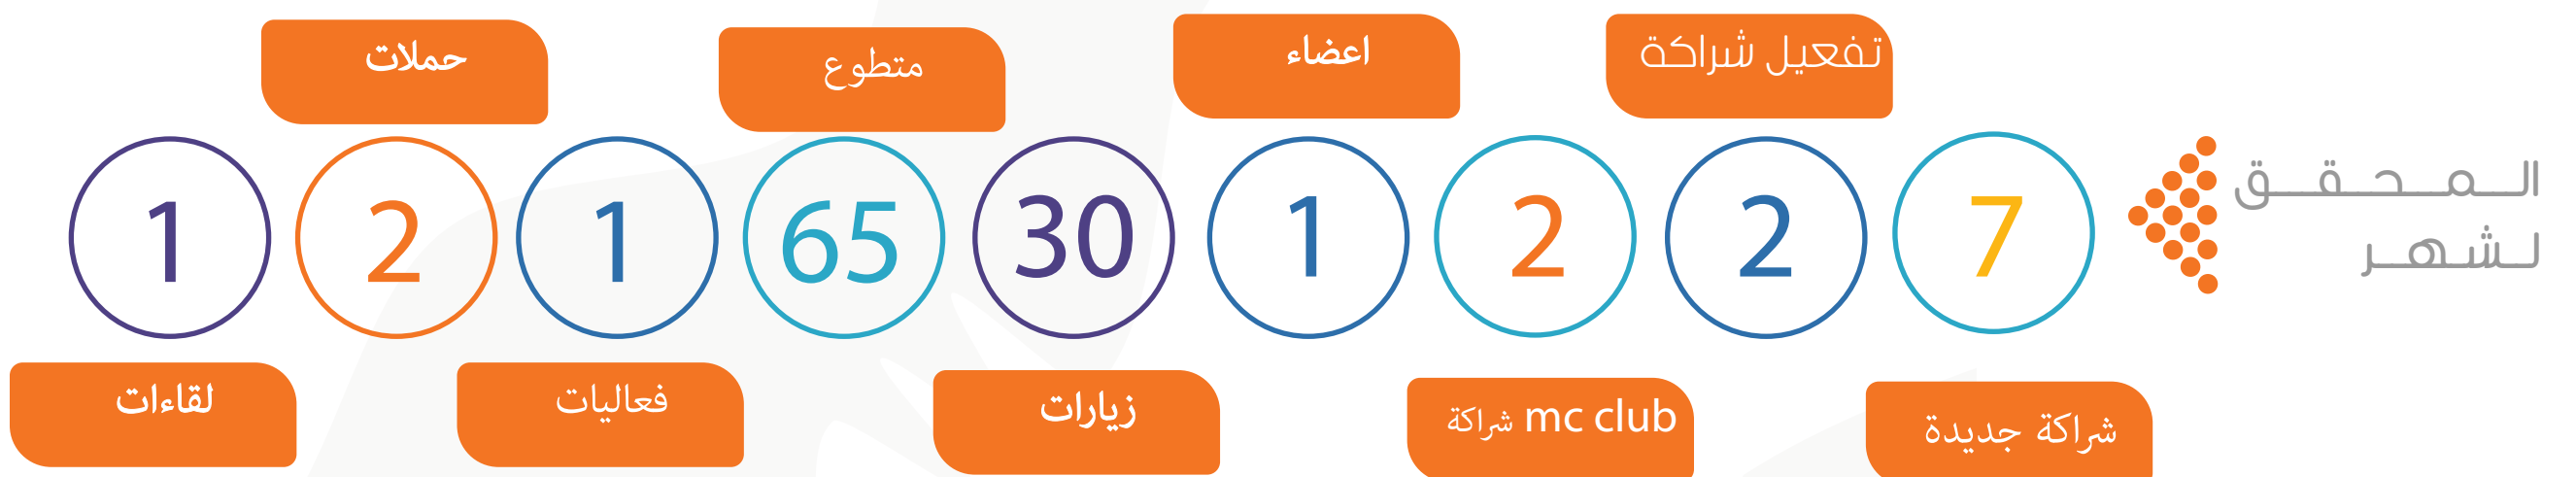 المحقق
لشهر
تفعيل شراكة
اعضاء
متطوع
حملات
7
2
2
1
30
65
1
2
1
شراكة جديدة
mc club شراكة
زيارات
فعاليات
لقاءات